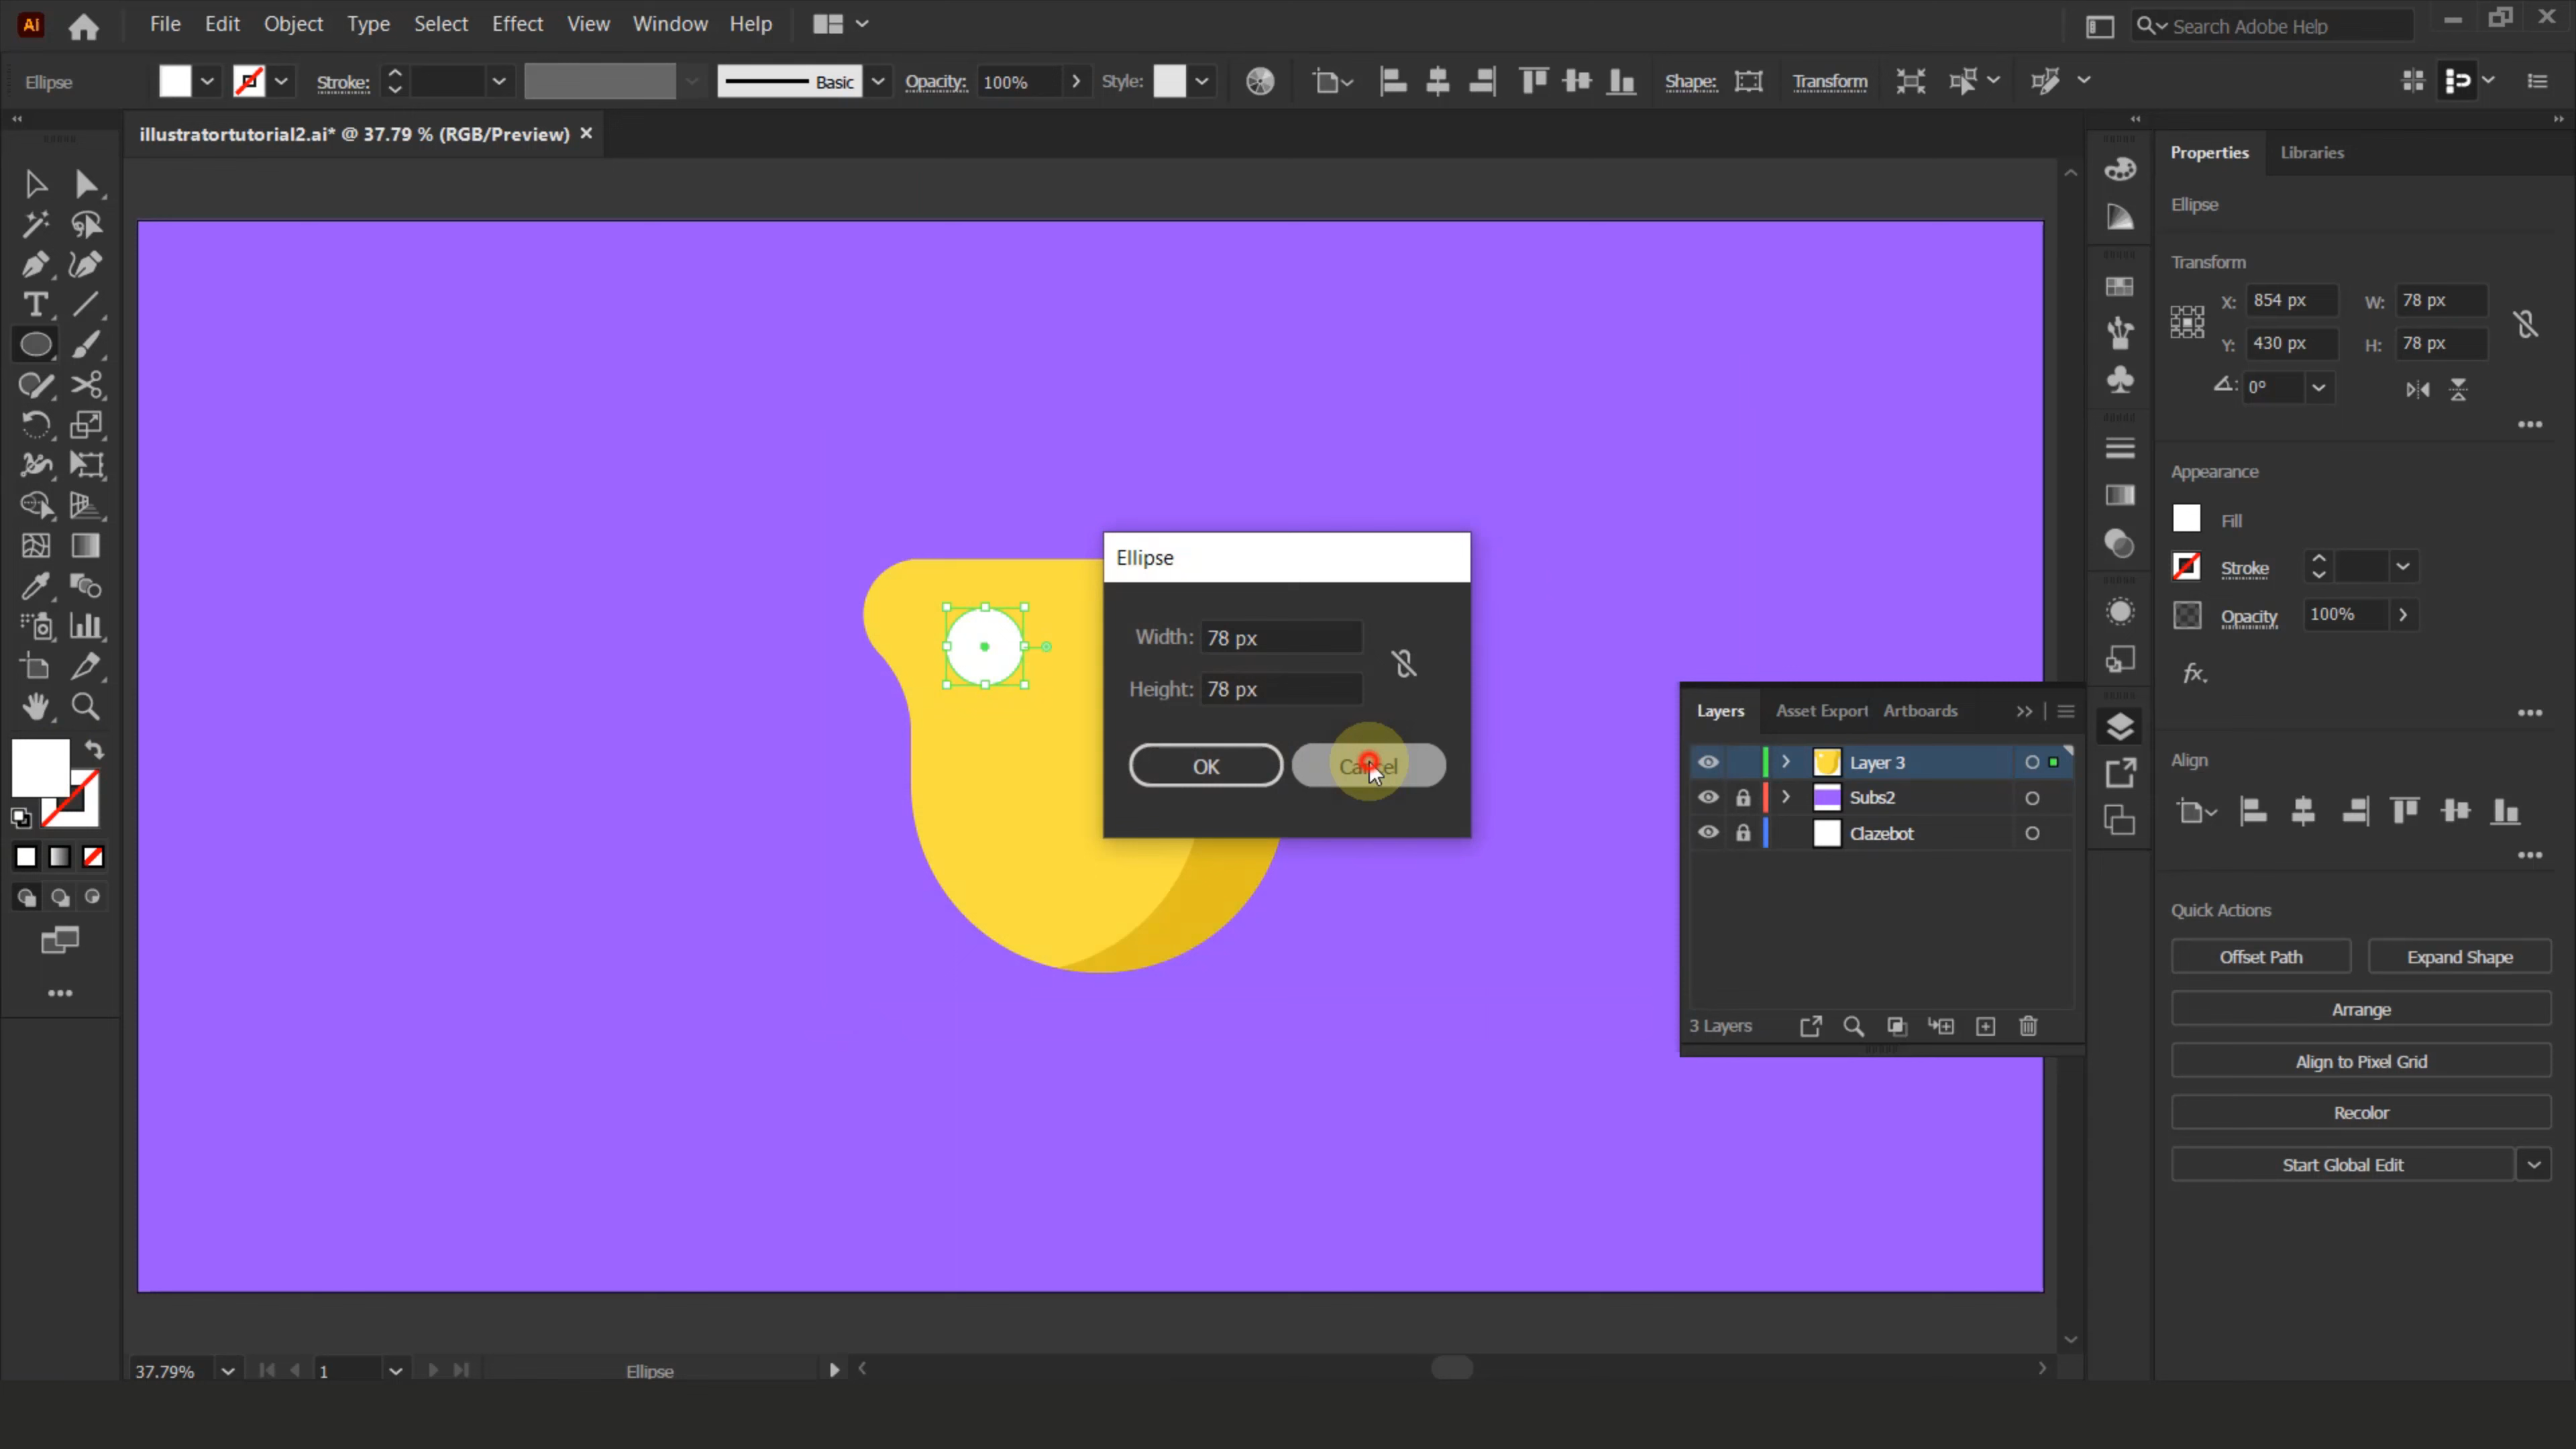 Ai File Edit Object Type Select Effect View Window Help Search Adobe Help
Ellipse Stroke: Basic Opacity: 100% Style: Shape: Transform
illustratortutorial2.ai* @ 37.79 % (RGB/Preview) ×
Properties Libraries
Ellipse
Transform
X: 854 px W: 78 px
Y: 430 px H: 78 px
0°
Appearance
Fill
Stroke
Opacity 100%
fx.
Align
Quick Actions
Offset Path Expand Shape
Arrange
Align to Pixel Grid
Recolor
Start Global Edit
Ellipse
Width: 78 px
Height: 78 px
OK Cancel
Layers Asset Export Artboards
Layer 3
Subs2
Clazebot
3 Layers
37.79% 1 Ellipse